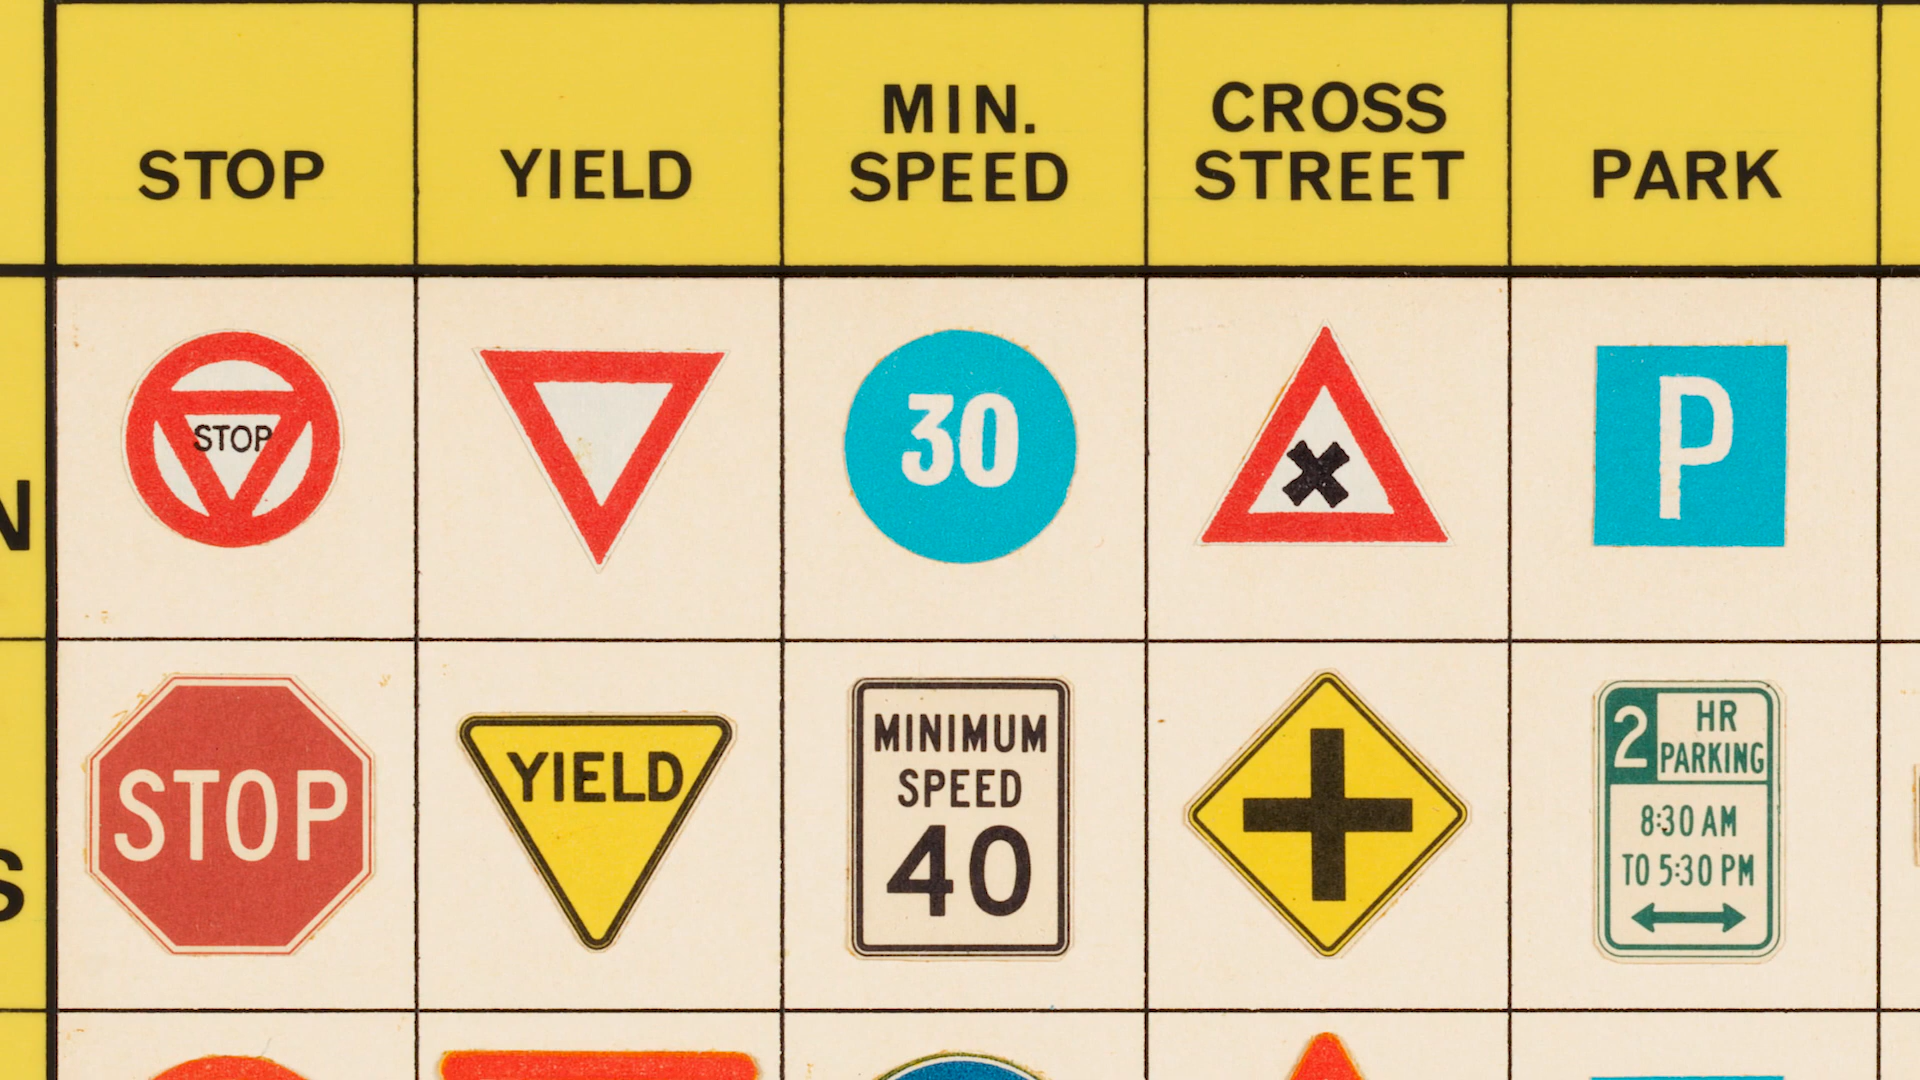 STOP
YIELD
MIN.
SPEED
CROSS
STREET
PARK
N
STOP
30
P
S
STOP
YIELD
MINIMUM
SPEED
40
2 HR
PARKING
8:30 AM
TO 5:30 PM